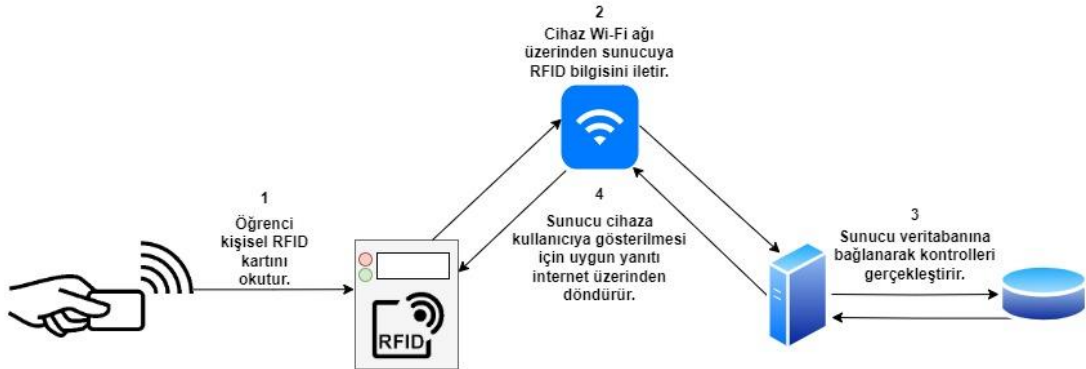 1
Öğrenci
kişisel RFID
kartını
okutur.
RFID
2
Cihaz Wi-Fi ağı
üzerinden sunucuya
RFID bilgisini iletir.
3
Sunucu veritabanına
bağlanarak kontrolleri
gerçekleştirir.
4
Sunucu cihaza
kullanıcıya gösterilmesi
için uygun yanıtı
internet üzerinden
döndürür.